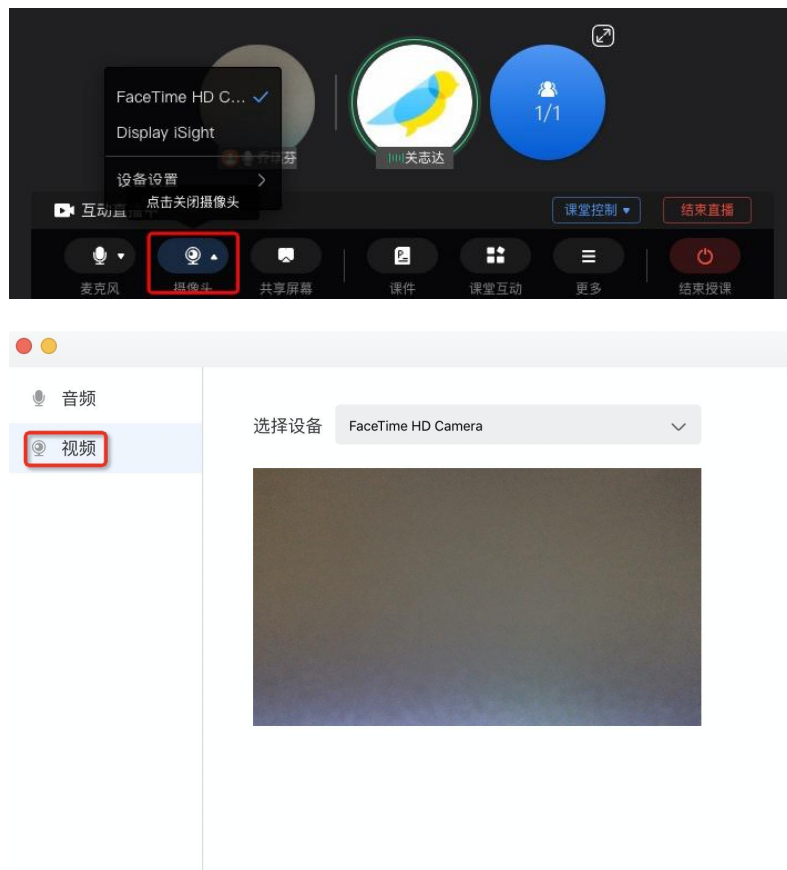 FaceTime HD C...
Display iSight
设备设置
点击关闭摄像头
1/1
芬
关志达
互动直
课堂控制
结束直播
麦克风
摄像头
共享屏幕
课件
课堂互动
更多
结束授课
音频
视频
选择设备
FaceTime HD Camera